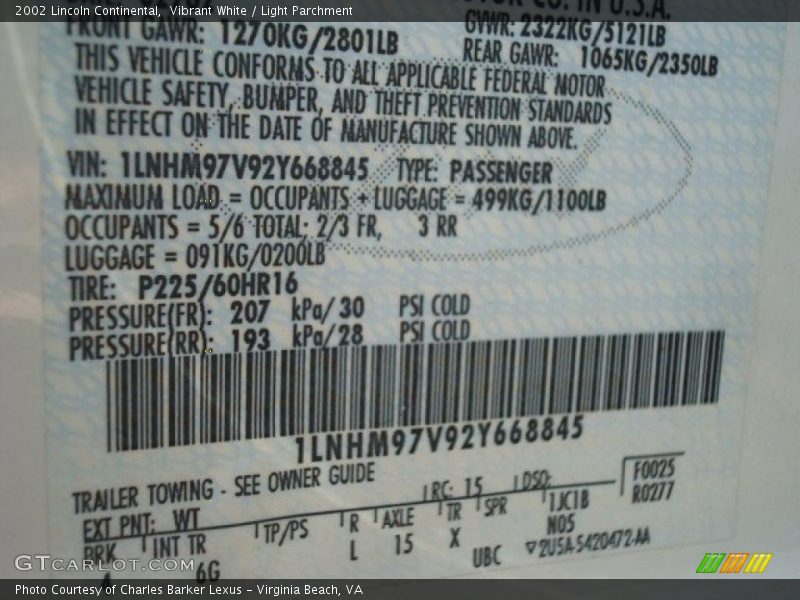 2002 Lincoln Continental, Vibrant White / Light Parchment
MOTOR CO. IN U.S.A.
FRONT GAWR: 1270KG/2801LB GVWR: 2322KG/5121LB
REAR GAWR: 1065KG/2350LB
THIS VEHICLE CONFORMS TO ALL APPLICABLE FEDERAL MOTOR
VEHICLE SAFETY, BUMPER, AND THEFT PREVENTION STANDARDS
IN EFFECT ON THE DATE OF MANUFACTURE SHOWN ABOVE.
VIN: 1LNHM97V92Y668845 TYPE: PASSENGER
MAXIMUM LOAD = OCCUPANTS + LUGGAGE = 499KG/1100LB
OCCUPANTS = 5/6 TOTAL; 2/3 FR, 3 RR
LUGGAGE = 091KG/0200LB
TIRE: P225/60HR16
PRESSURE(FR): 207 kPa/30 PSI COLD
PRESSURE(RR): 193 kPa/28 PSI COLD
1LNHM97V92Y668845
TRAILER TOWING - SEE OWNER GUIDE
EXT PNT: WT RC: 15 DSO: F0025
R0277
BRK INT TR TP/PS R AXLE TR SPR 1JC1B
4 6G L 15 X N05
UBC ▽2U5A-5420472-AA
GTCARLOT.COM
Photo Courtesy of Charles Barker Lexus - Virginia Beach, VA